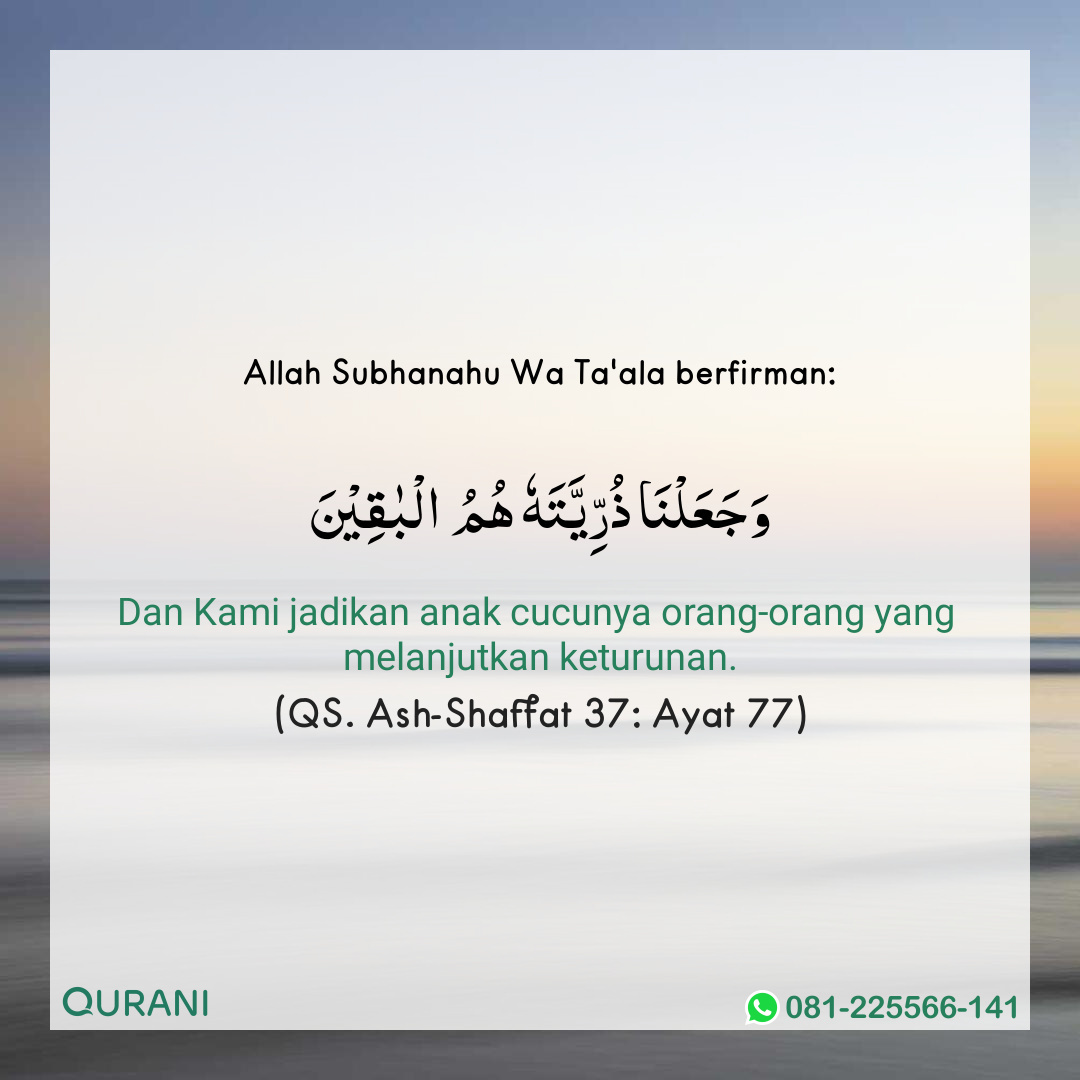 Allah Subhanahu Wa Ta'ala berfirman:
وَجَعَلْنَا ذُرِّيَّتَهٗ هُمُ الْبٰقِيْنَ
Dan Kami jadikan anak cucunya orang-orang yang
melanjutkan keturunan.
(QS. Ash-Shaffat 37: Ayat 77)
QURANI
081-225566-141